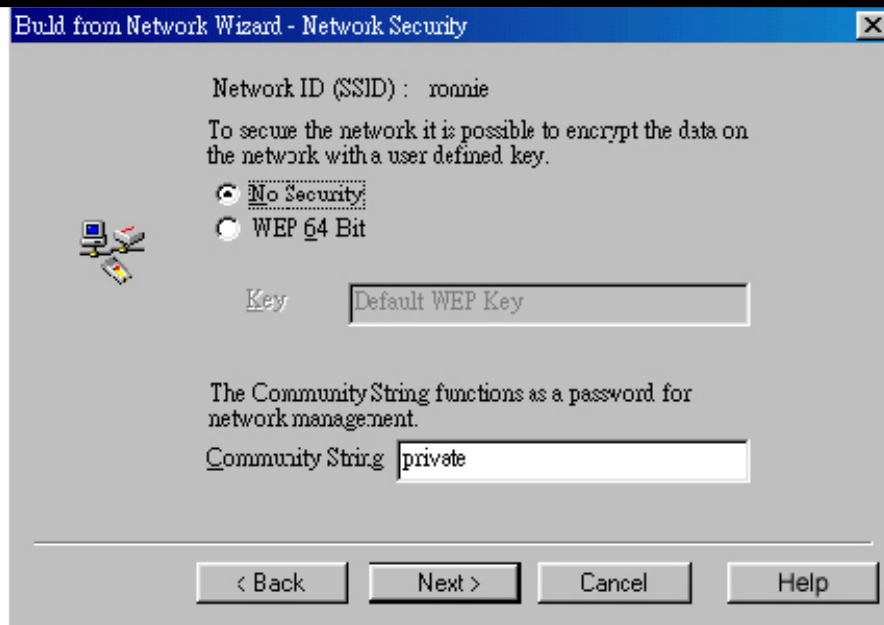 Build from Network Wizard - Network Security
Network ID (SSID) : ronnie
To secure the network it is possible to encrypt the data on
the network with a user defined key.
No Security
WEP 64 Bit
Key Default WEP Key
The Community String functions as a password for
network management.
Community String private
< Back Next > Cancel Help